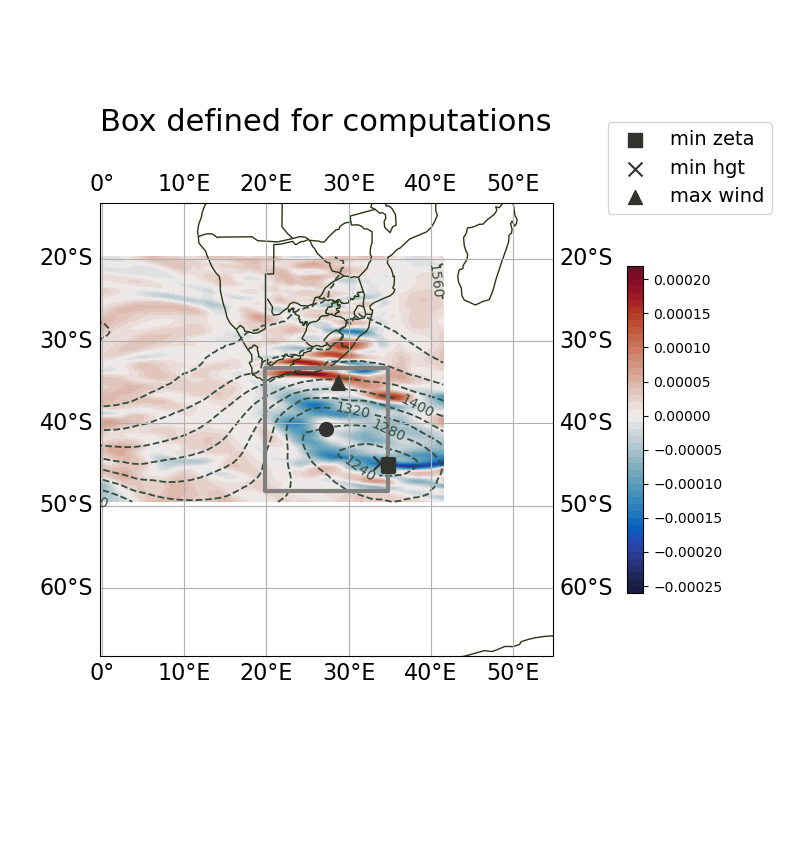 Box defined for computations
min zeta
min hgt
max wind
0° 10°E 20°E 30°E 40°E 50°E
20°S 20°S
30°S 30°S
40°S 40°S
50°S 50°S
60°S 60°S
0° 10°E 20°E 30°E 40°E 50°E
1560
1400
1320
1280
1240
0
0.00020
0.00015
0.00010
0.00005
0.00000
−0.00005
−0.00010
−0.00015
−0.00020
−0.00025